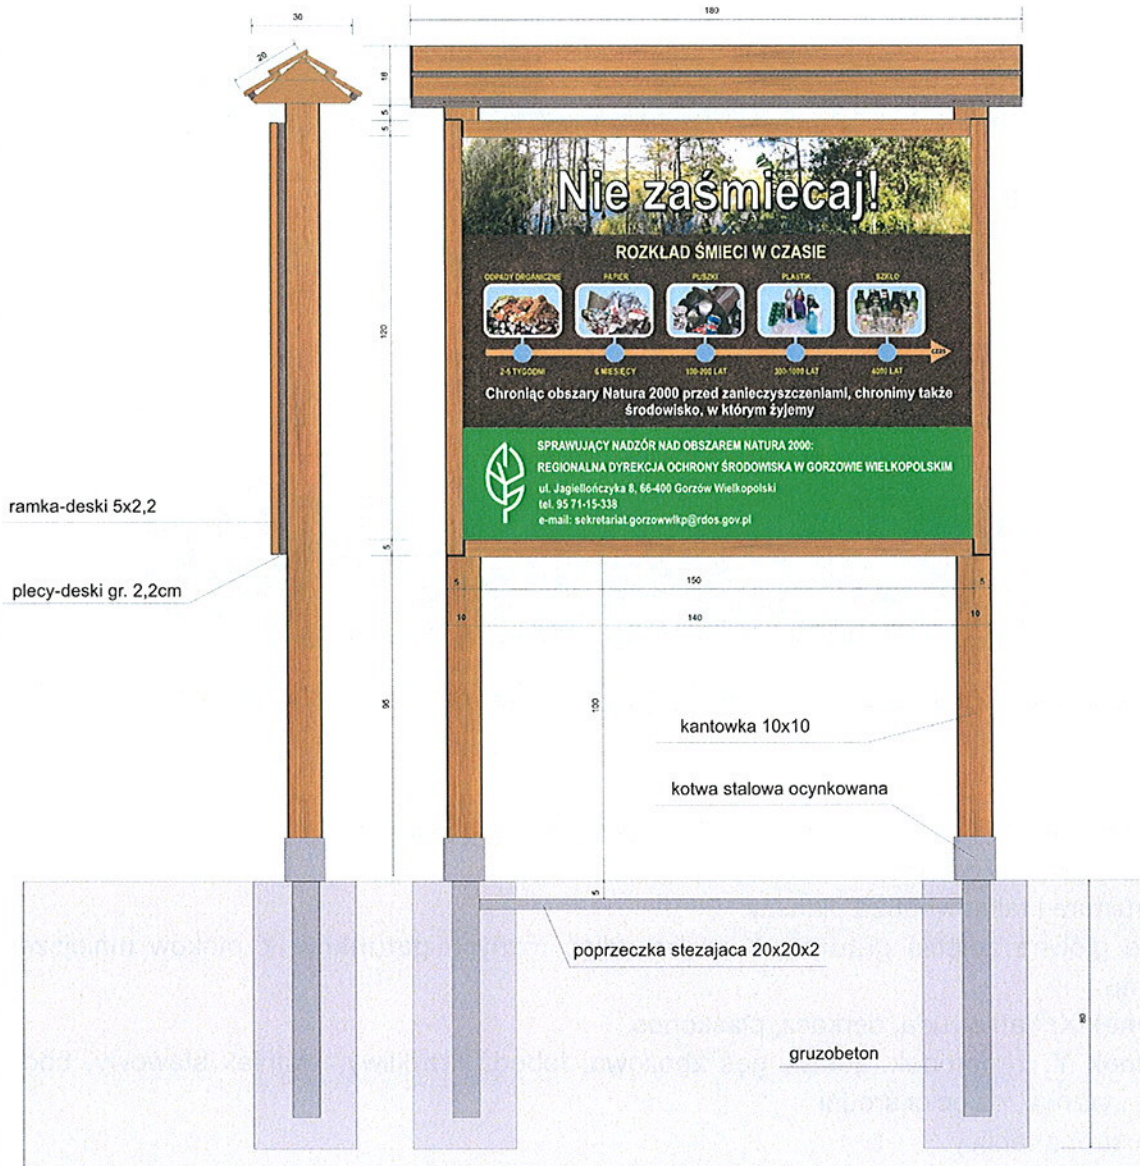 30
180
20
18
5
5
Nie zaśmiecaj!
ROZKŁAD ŚMIECI W CZASIE
ODPADY ORGANICZNE PAPIER PUSZKI PLASTIK SZKŁO
120
czas
2-5 TYGODNI 6 MIESIĘCY 100-200 LAT 300-1000 LAT 4000 LAT
Chroniąc obszary Natura 2000 przed zanieczyszczeniami, chronimy także
środowisko, w którym żyjemy
SPRAWUJĄCY NADZÓR NAD OBSZAREM NATURA 2000:
REGIONALNA DYREKCJA OCHRONY ŚRODOWISKA W GORZOWIE WIELKOPOLSKIM
ul. Jagiellończyka 8, 66-400 Gorzów Wielkopolski
tel. 95 71-15-338
e-mail: sekretariat.gorzowwlkp@rdos.gov.pl
ramka-deski 5x2,2
5
plecy-deski gr. 2,2cm
5 150 5
10 140 10
95
100
kantowka 10x10
kotwa stalowa ocynkowana
5
poprzeczka stezajaca 20x20x2
80
gruzobeton